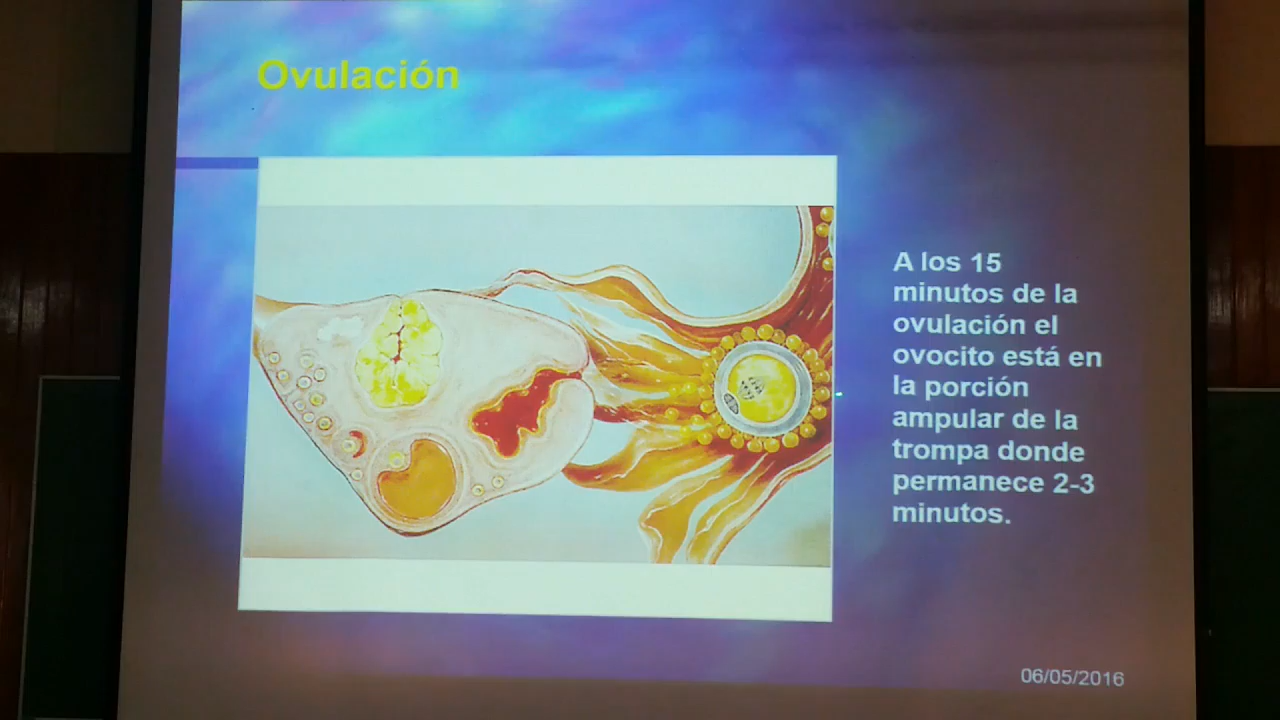 Ovulación
A los 15
minutos de la
ovulación el
ovocito está en
la porción
ampular de la
trompa donde
permanece 2-3
minutos.
06/05/2016